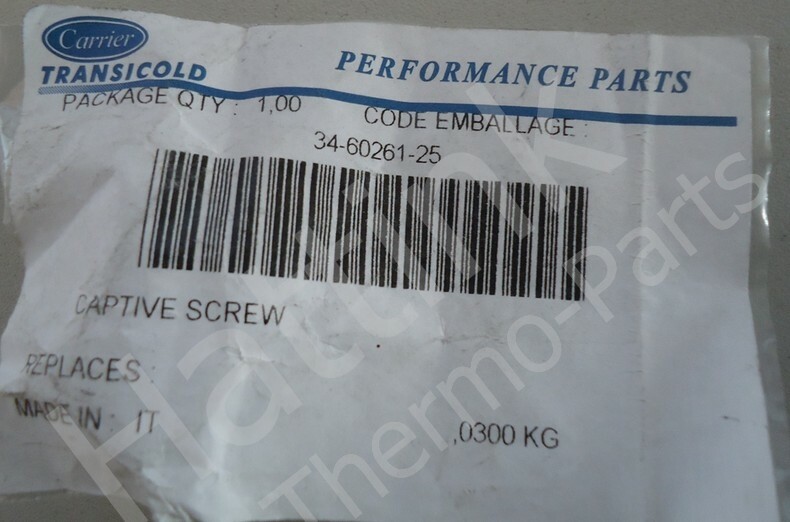 Carrier
TRANSICOLD
PERFORMANCE PARTS
PACKAGE QTY : 1,00
CODE EMBALLAGE :
34-60261-25
CAPTIVE SCREW
REPLACES :
MADE IN : IT
,0300 KG
Hattink
Thermo-Parts